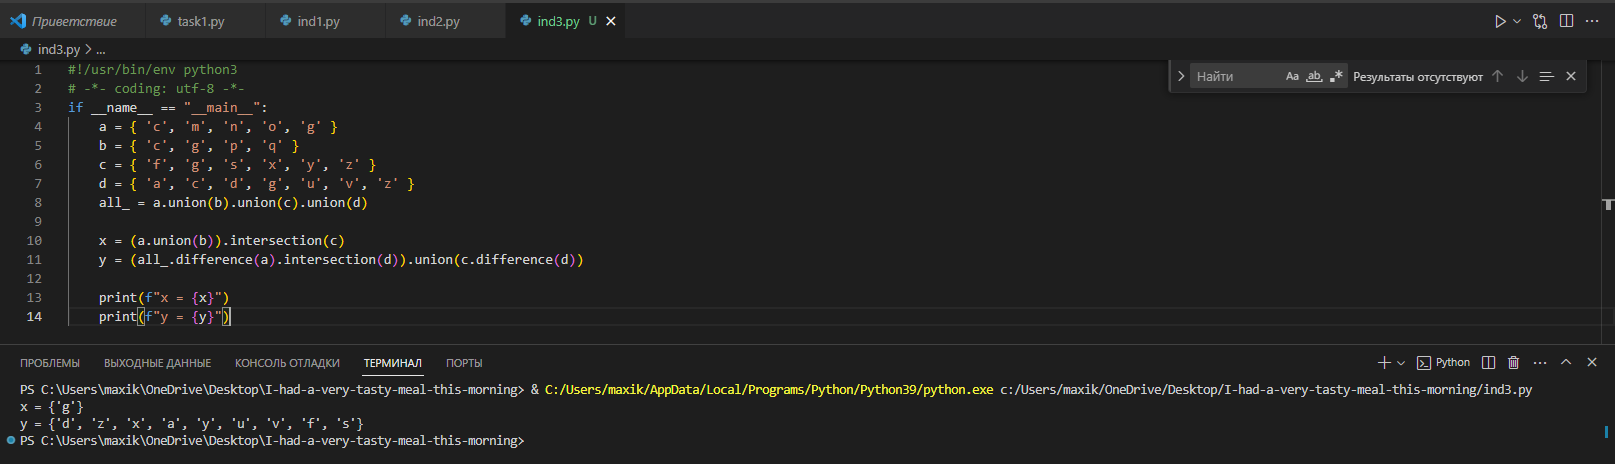 Приветствие task1.py ind1.py ind2.py ind3.py U
ind3.py > ...
Найти Aa ab .* Результаты отсутствуют
1 #!/usr/bin/env python3
2 # -*- coding: utf-8 -*-
3 if __name__ == "__main__":
4 a = { 'c', 'm', 'n', 'o', 'g' }
5 b = { 'c', 'g', 'p', 'q' }
6 c = { 'f', 'g', 's', 'x', 'y', 'z' }
7 d = { 'a', 'c', 'd', 'g', 'u', 'v', 'z' }
8 all_ = a.union(b).union(c).union(d)
9
10 x = (a.union(b)).intersection(c)
11 y = (all_.difference(a).intersection(d)).union(c.difference(d))
12
13 print(f"x = {x}")
14 print(f"y = {y}")
ПРОБЛЕМЫ ВЫХОДНЫЕ ДАННЫЕ КОНСОЛЬ ОТЛАДКИ ТЕРМИНАЛ ПОРТЫ Python
PS C:\Users\maxik\OneDrive\Desktop\I-had-a-very-tasty-meal-this-morning> & C:/Users/maxik/AppData/Local/Programs/Python/Python39/python.exe c:/Users/maxik/OneDrive/Desktop/I-had-a-very-tasty-meal-this-morning/ind3.py
x = {'g'}
y = {'d', 'z', 'x', 'a', 'y', 'u', 'v', 'f', 's'}
PS C:\Users\maxik\OneDrive\Desktop\I-had-a-very-tasty-meal-this-morning>